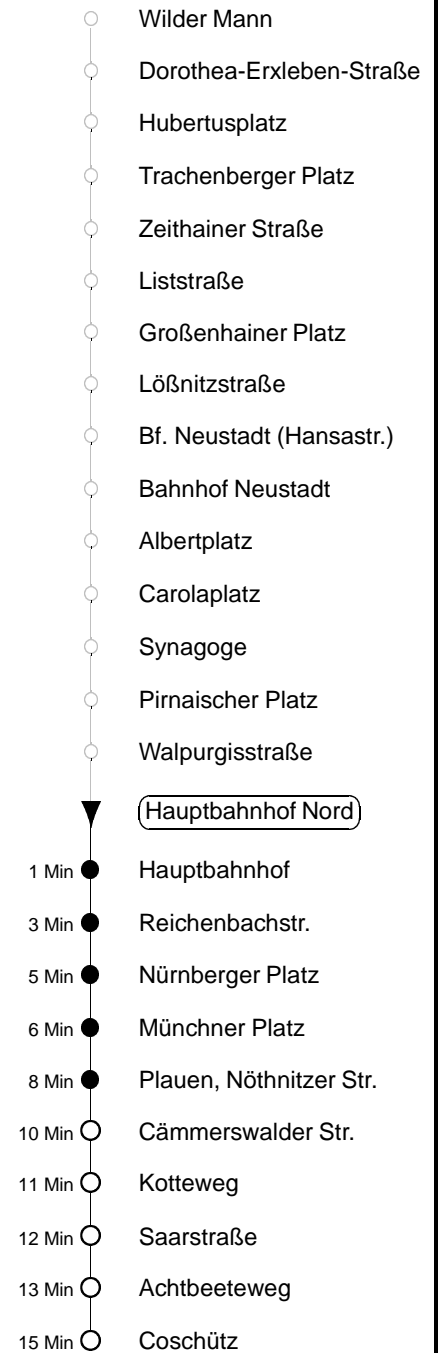 Wilder Mann
Dorothea-Erxleben-Straße
Hubertusplatz
Trachenberger Platz
Zeithainer Straße
Liststraße
Großenhainer Platz
Lößnitzstraße
Bf. Neustadt (Hansastr.)
Bahnhof Neustadt
Albertplatz
Carolaplatz
Synagoge
Pirnaischer Platz
Walpurgisstraße
Hauptbahnhof Nord
1 Min Hauptbahnhof
3 Min Reichenbachstr.
5 Min Nürnberger Platz
6 Min Münchner Platz
8 Min Plauen, Nöthnitzer Str.
10 Min Cämmerswalder Str.
11 Min Kotteweg
12 Min Saarstraße
13 Min Achtbeeteweg
15 Min Coschütz